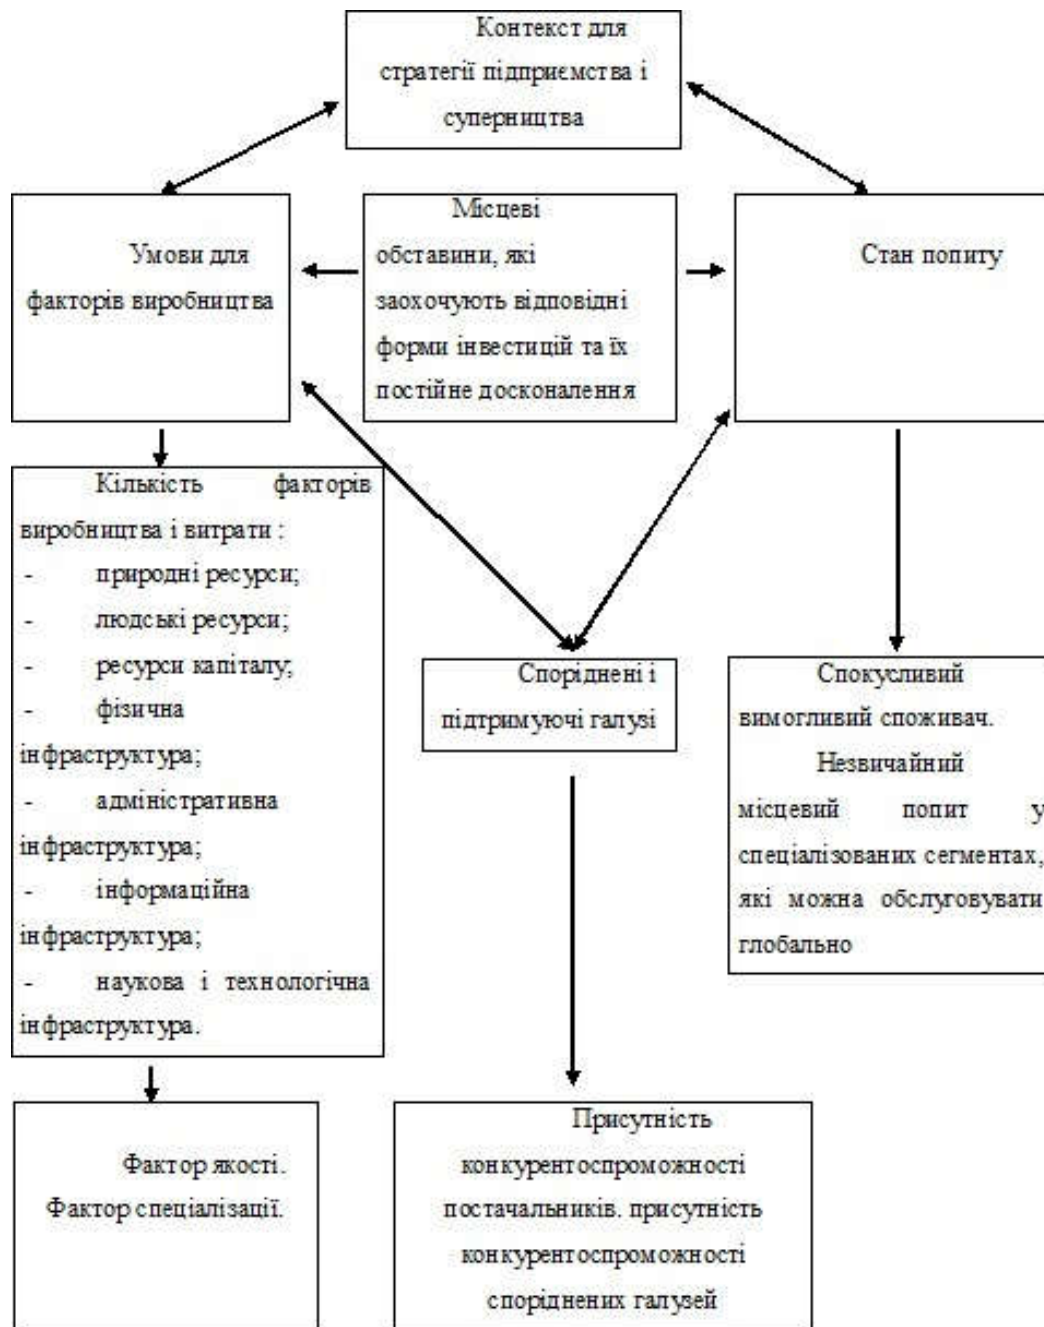 Контекст для
стратегії підприємства і
суперництва
Умови для
факторів виробництва
Місцеві
обставини, які
заохочують відповідні
форми інвестицій та їх
постійне досконалення
Стан попиту
Кількість факторів
виробництва і витрати :
- природні ресурси;
- людські ресурси;
- ресурси капіталу;
- фізична
інфраструктура;
- адміністративна
інфраструктура;
- інформаційна
інфраструктура;
- наукова і технологічна
інфраструктура.
Споріднені і
підтримуючі галузі
Спокусливий
вимогливий споживач.
Незвичайний
місцевий попит у
спеціалізованих сегментах,
які можна обслуговувати
глобально
Фактор якості.
Фактор спеціалізації.
Присутність
конкурентоспроможності
постачальників. присутність
конкурентоспроможності
споріднених галузей